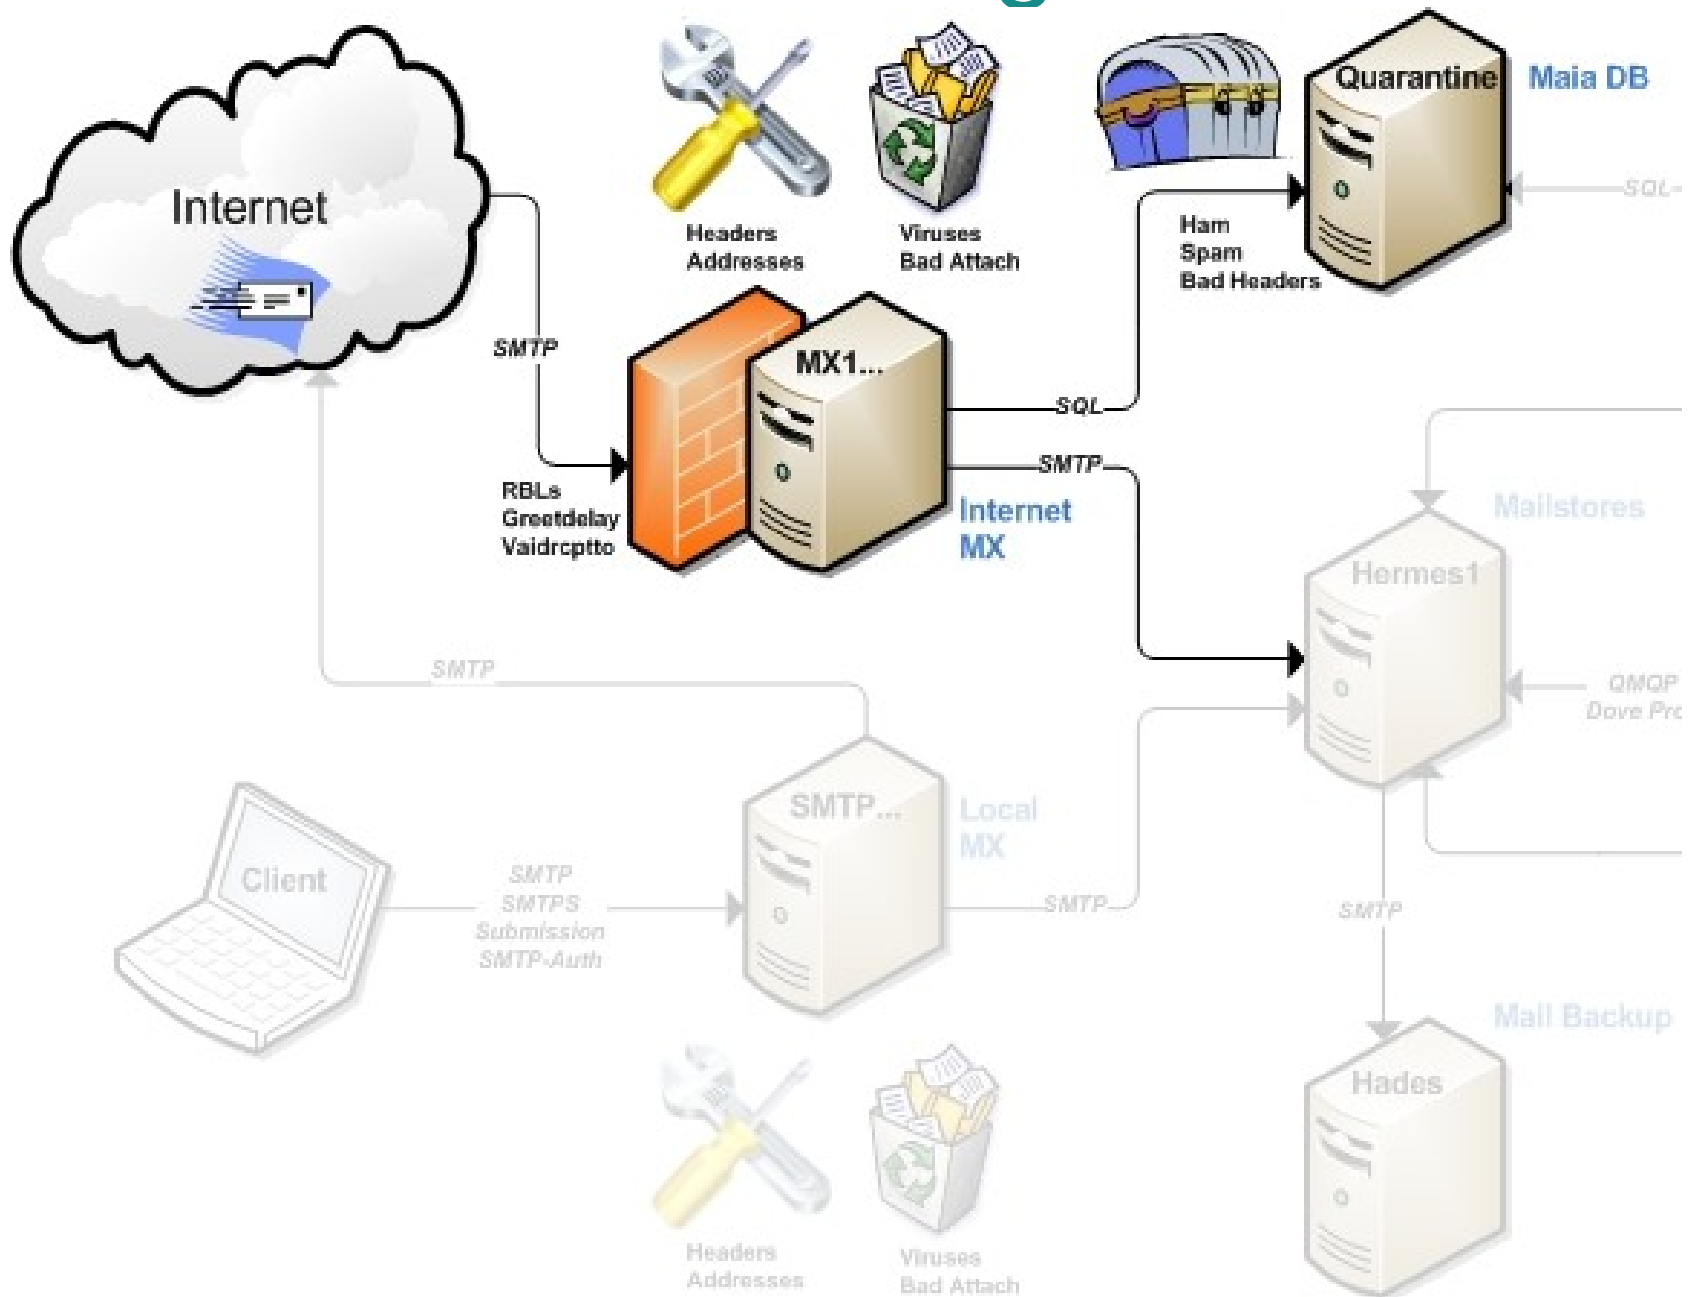 Quarantine
Maia DB
Internet
SQL
Headers
Addresses
Viruses
Bad Attach
Ham
Spam
Bad Headers
SMTP
MX1...
SQL
SMTP
RBLs
Greetdelay
Vaidrcptto
Internet
MX
Mailstores
Hermes1
SMTP
QMQP
Dove
SMTP...
Local
MX
Client
SMTP
SMTPS
Submission
SMTP-Auth
SMTP
SMTP
Mail Backup
Hades
Headers
Addresses
Viruses
Bad Attach